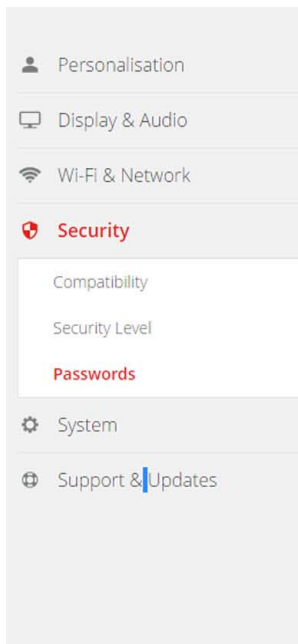 Personalisation
Display & Audio
Wi-Fi & Network
Security
Compatibility
Security Level
Passwords
System
Support & Updates